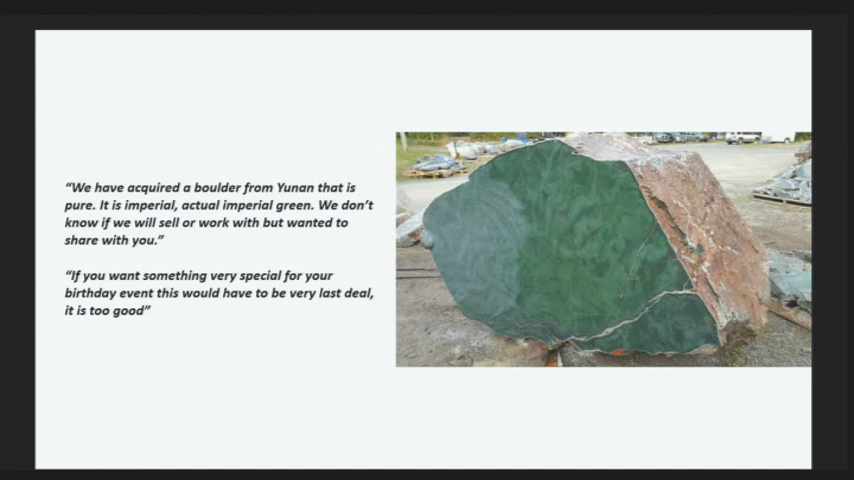 “We have acquired a boulder from Yunan that is
pure. It is imperial, actual imperial green. We don’t
know if we will sell or work with but wanted to
share with you.”
“If you want something very special for your
birthday event this would have to be very last deal,
it is too good”